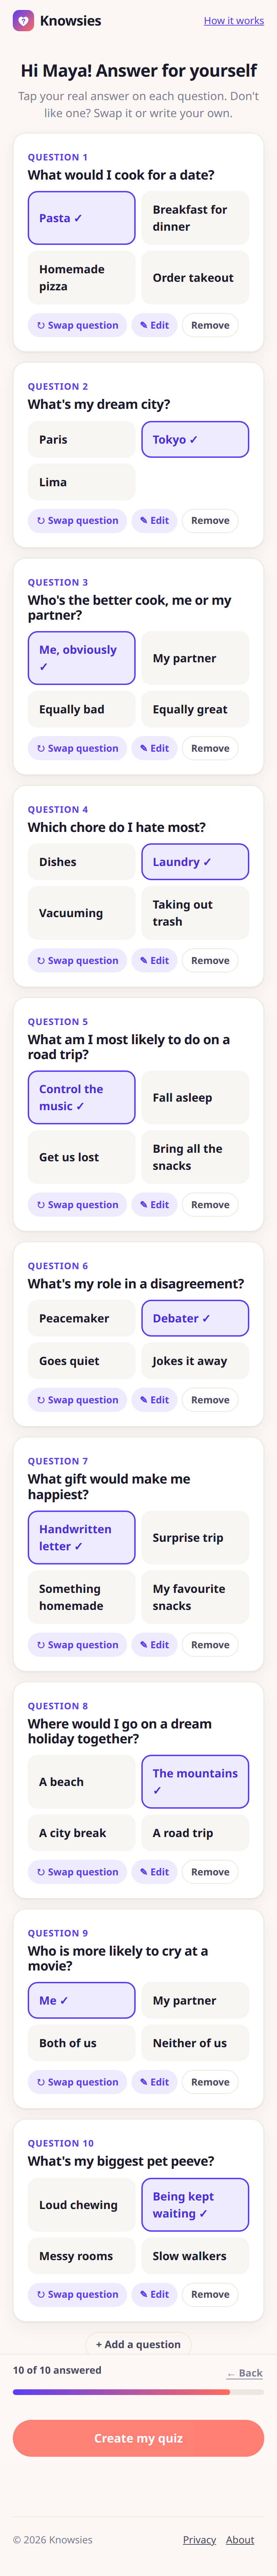 Knowsies
How it works
Hi Maya! Answer for yourself
Tap your real answer on each question. Don't
like one? Swap it or write your own.
QUESTION 1
What would I cook for a date?
Pasta ✓
Breakfast for
dinner
Homemade
pizza
Order takeout
↻ Swap question
✎ Edit
Remove
QUESTION 2
What's my dream city?
Paris
Tokyo ✓
Lima
↻ Swap question
✎ Edit
Remove
QUESTION 3
Who's the better cook, me or my
partner?
Me, obviously
✓
My partner
Equally bad
Equally great
↻ Swap question
✎ Edit
Remove
QUESTION 4
Which chore do I hate most?
Dishes
Laundry ✓
Vacuuming
Taking out
trash
↻ Swap question
✎ Edit
Remove
QUESTION 5
What am I most likely to do on a
road trip?
Control the
music ✓
Fall asleep
Get us lost
Bring all the
snacks
↻ Swap question
✎ Edit
Remove
QUESTION 6
What's my role in a disagreement?
Peacemaker
Debater ✓
Goes quiet
Jokes it away
↻ Swap question
✎ Edit
Remove
QUESTION 7
What gift would make me
happiest?
Handwritten
letter ✓
Surprise trip
Something
homemade
My favourite
snacks
↻ Swap question
✎ Edit
Remove
QUESTION 8
Where would I go on a dream
holiday together?
A beach
The mountains
✓
A city break
A road trip
↻ Swap question
✎ Edit
Remove
QUESTION 9
Who is more likely to cry at a
movie?
Me ✓
My partner
Both of us
Neither of us
↻ Swap question
✎ Edit
Remove
QUESTION 10
What's my biggest pet peeve?
Loud chewing
Being kept
waiting ✓
Messy rooms
Slow walkers
↻ Swap question
✎ Edit
Remove
+ Add a question
10 of 10 answered
← Back
Create my quiz
© 2026 Knowsies
Privacy
About